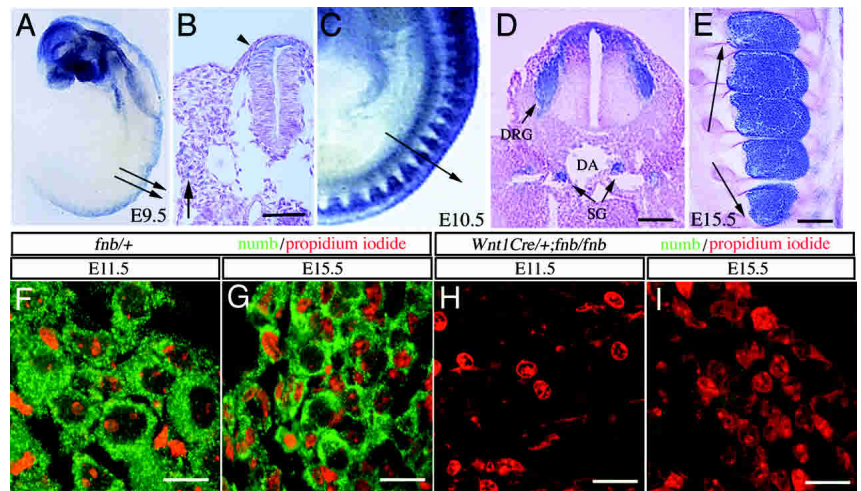 A
B
C
D
E
DRG
DA
SG
E9.5
E10.5
E15.5
fnb/+
numb/propidium iodide
Wnt1Cre/+;fnb/fnb
numb/propidium iodide
E11.5
E15.5
E11.5
E15.5
F
G
H
I